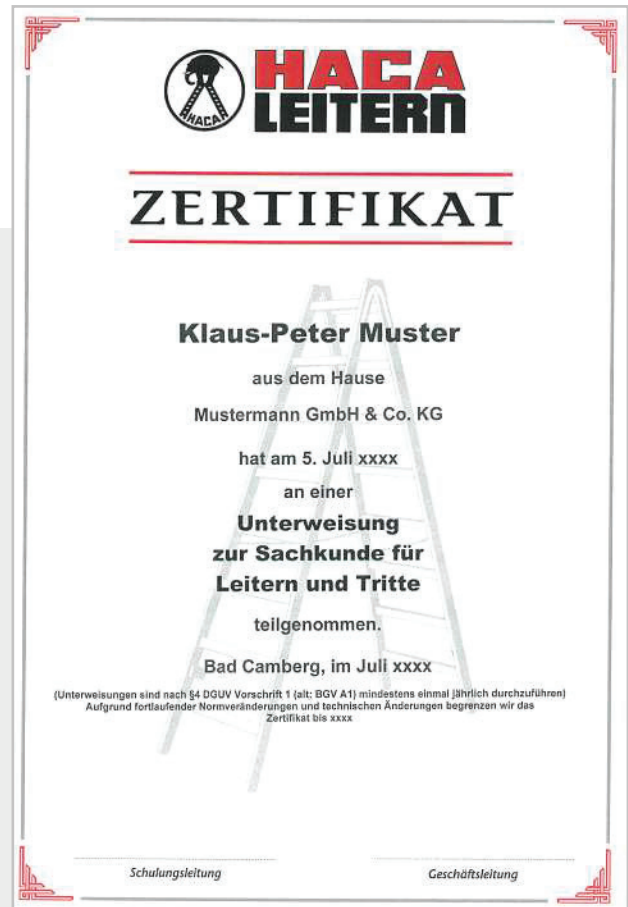 HACA
HACA
LEITERN
ZERTIFIKAT
Klaus-Peter Muster
aus dem Hause
Mustermann GmbH & Co. KG
hat am 5. Juli xxxx
an einer
Unterweisung
zur Sachkunde für
Leitern und Tritte
teilgenommen.
Bad Camberg, im Juli xxxx
(Unterweisungen sind nach §4 DGUV Vorschrift 1 (alt: BGV A1) mindestens einmal jährlich durchzuführen)
Aufgrund fortlaufender Normveränderungen und technischen Änderungen begrenzen wir das
Zertifikat bis xxxx
Schulungsleitung Geschäftsleitung